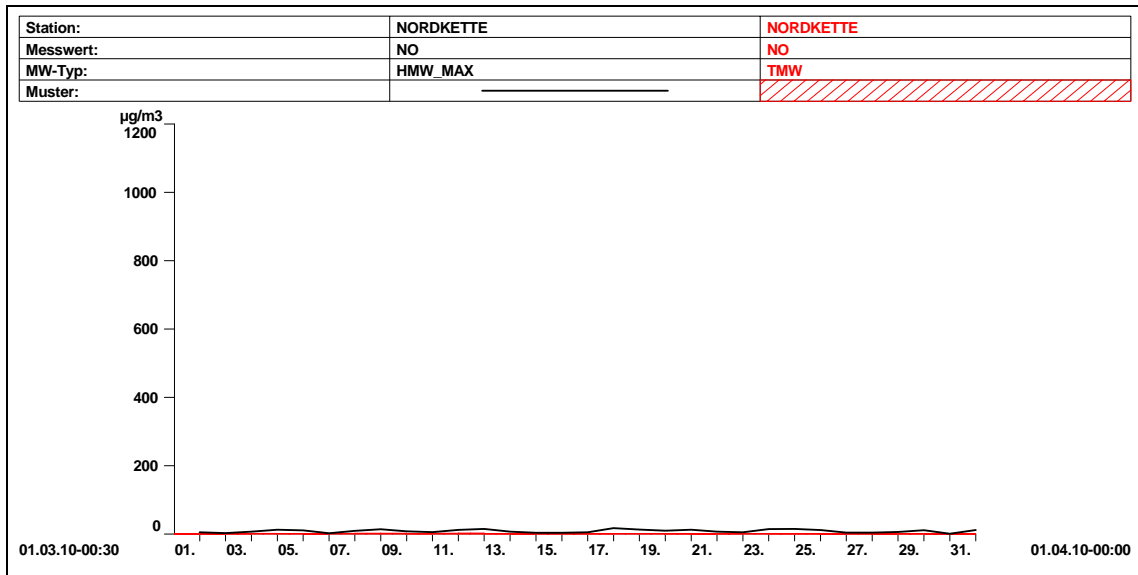 Station: NORDKETTE NORDKETTE
Messwert: NO NO
MW-Typ: HMW_MAX TMW
Muster:
µg/m3
1200
1000
800
600
400
200
0
01.03.10-00:30 01. 03. 05. 07. 09. 11. 13. 15. 17. 19. 21. 23. 25. 27. 29. 31. 01.04.10-00:00